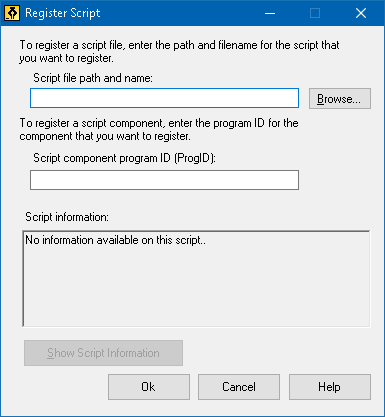 Register Script
To register a script file, enter the path and filename for the script that
you want to register.
Script file path and name:
Browse...
To register a script component, enter the program ID for the
component that you want to register.
Script component program ID (ProgID):
Script information:
No information available on this script..
Show Script Information
Ok
Cancel
Help